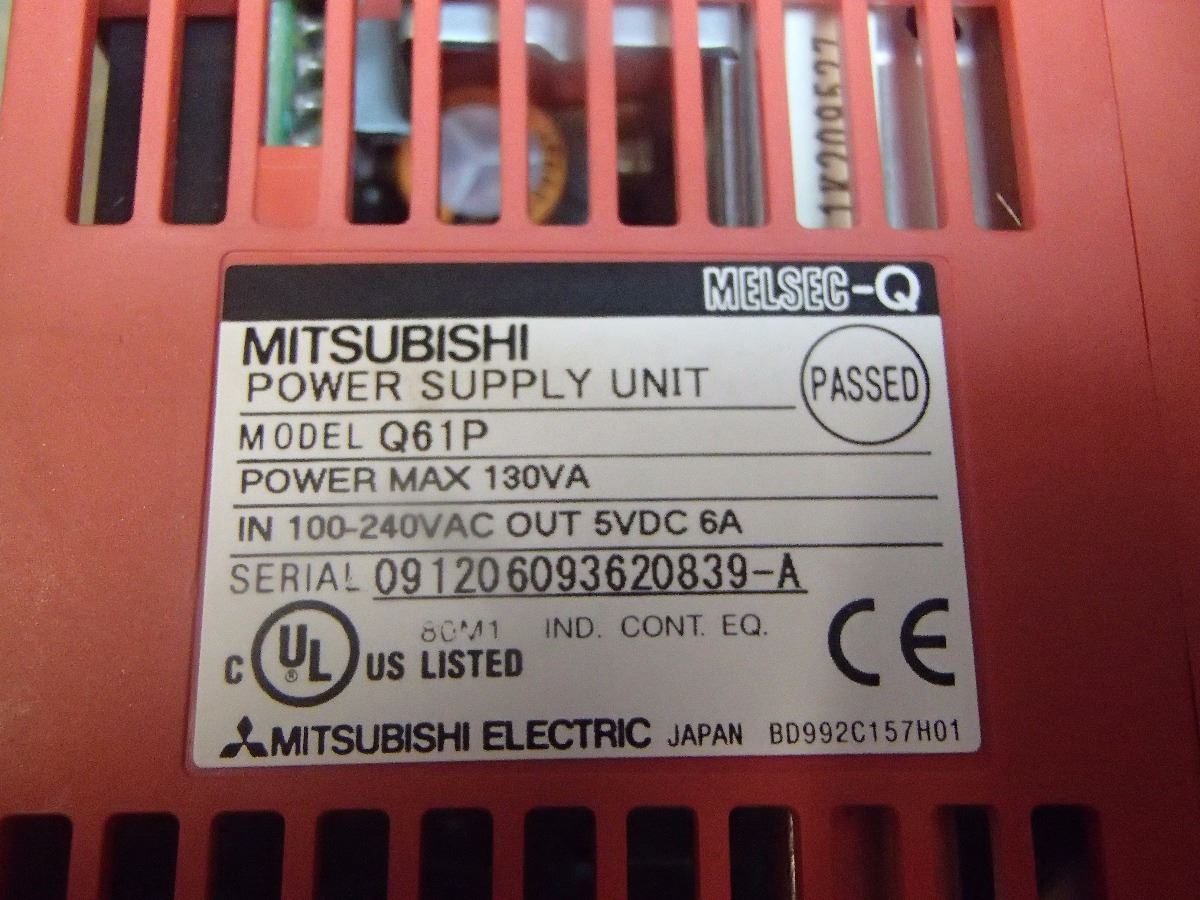 1X209527
MELSEC-Q
MITSUBISHI
POWER SUPPLY UNIT
PASSED
MODEL Q61P
POWER MAX 130VA
IN 100-240VAC OUT 5VDC 6A
SERIAL 091206093620839-A
80M1 IND. CONT. EQ.
C UL ® US LISTED
CE
MITSUBISHI ELECTRIC JAPAN BD992C157H01